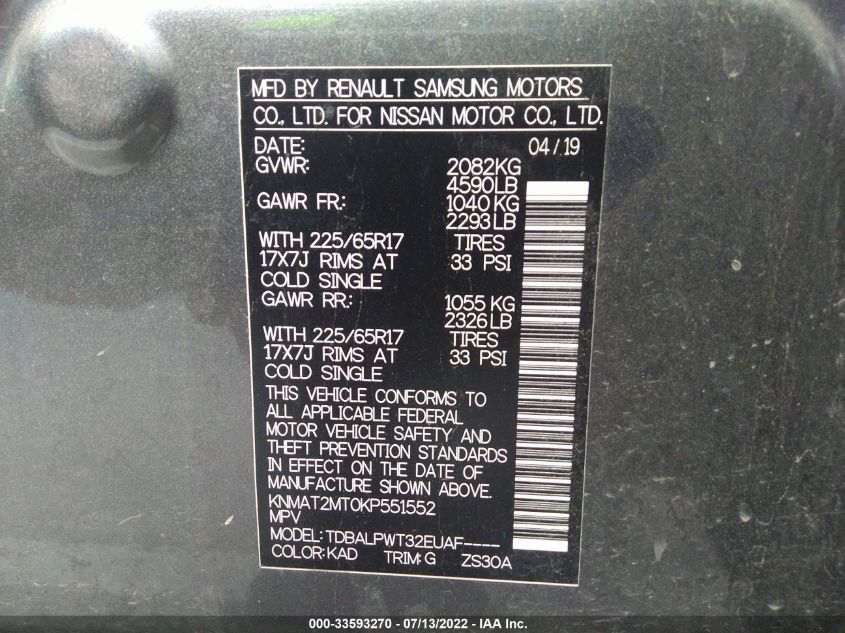 MFD BY RENAULT SAMSUNG MOTORS
CO., LTD. FOR NISSAN MOTOR CO., LTD.
DATE: 04/19
GVWR: 2082KG
4590LB
GAWR FR.: 1040 KG
2293LB
WITH 225/65R17 TIRES
17X7J RIMS AT 33 PSI
COLD SINGLE
GAWR RR.: 1055 KG
2326LB
WITH 225/65R17 TIRES
17X7J RIMS AT 33 PSI
COLD SINGLE
THIS VEHICLE CONFORMS TO
ALL APPLICABLE FEDERAL
MOTOR VEHICLE SAFETY AND
THEFT PREVENTION STANDARDS
IN EFFECT ON THE DATE OF
MANUFACTURE SHOWN ABOVE.
KNMAT2MT0KP551552
MPV
MODEL: TDBALPWT32EUAF----
COLOR: KAD TRIM: G ZS30A
000-33593270 - 07/13/2022 - IAA Inc.